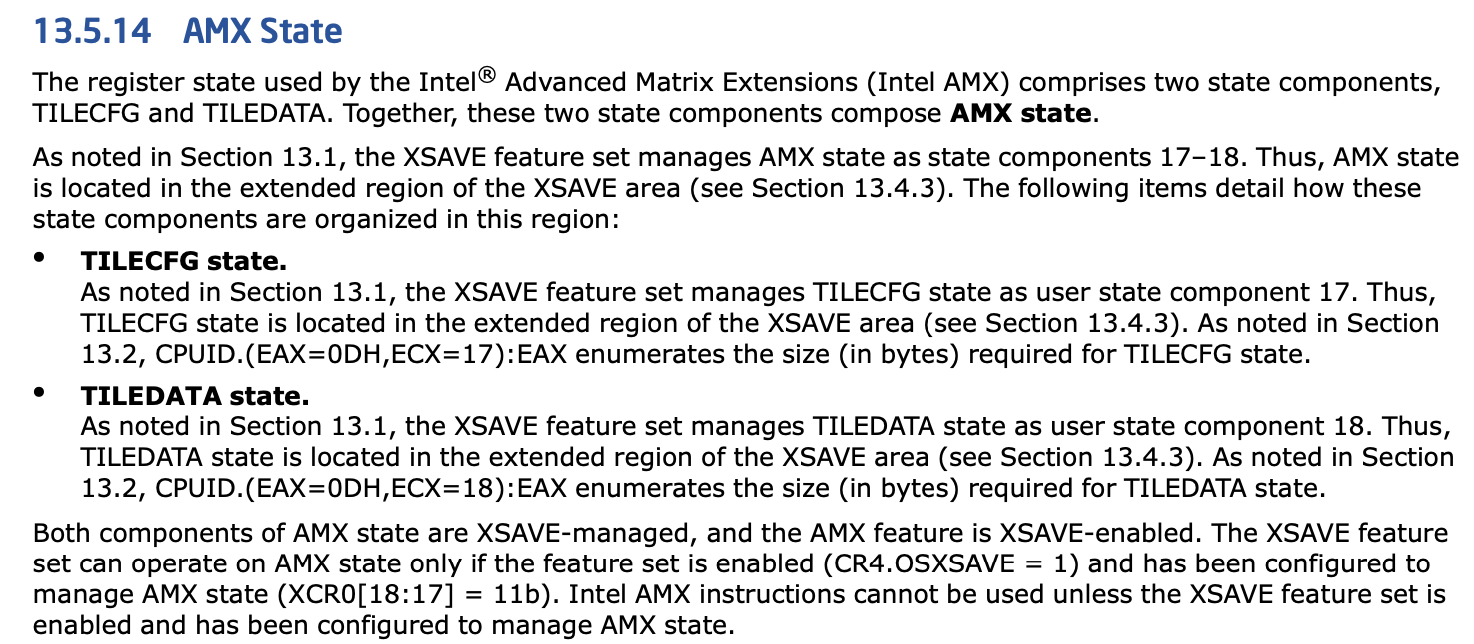 13.5.14 AMX State
The register state used by the Intel® Advanced Matrix Extensions (Intel AMX) comprises two state components,
TILECFG and TILEDATA. Together, these two state components compose AMX state.
As noted in Section 13.1, the XSAVE feature set manages AMX state as state components 17–18. Thus, AMX state
is located in the extended region of the XSAVE area (see Section 13.4.3). The following items detail how these
state components are organized in this region:
• TILECFG state.
As noted in Section 13.1, the XSAVE feature set manages TILECFG state as user state component 17. Thus,
TILECFG state is located in the extended region of the XSAVE area (see Section 13.4.3). As noted in Section
13.2, CPUID.(EAX=0DH,ECX=17):EAX enumerates the size (in bytes) required for TILECFG state.
• TILEDATA state.
As noted in Section 13.1, the XSAVE feature set manages TILEDATA state as user state component 18. Thus,
TILEDATA state is located in the extended region of the XSAVE area (see Section 13.4.3). As noted in Section
13.2, CPUID.(EAX=0DH,ECX=18):EAX enumerates the size (in bytes) required for TILEDATA state.
Both components of AMX state are XSAVE-managed, and the AMX feature is XSAVE-enabled. The XSAVE feature
set can operate on AMX state only if the feature set is enabled (CR4.OSXSAVE = 1) and has been configured to
manage AMX state (XCR0[18:17] = 11b). Intel AMX instructions cannot be used unless the XSAVE feature set is
enabled and has been configured to manage AMX state.